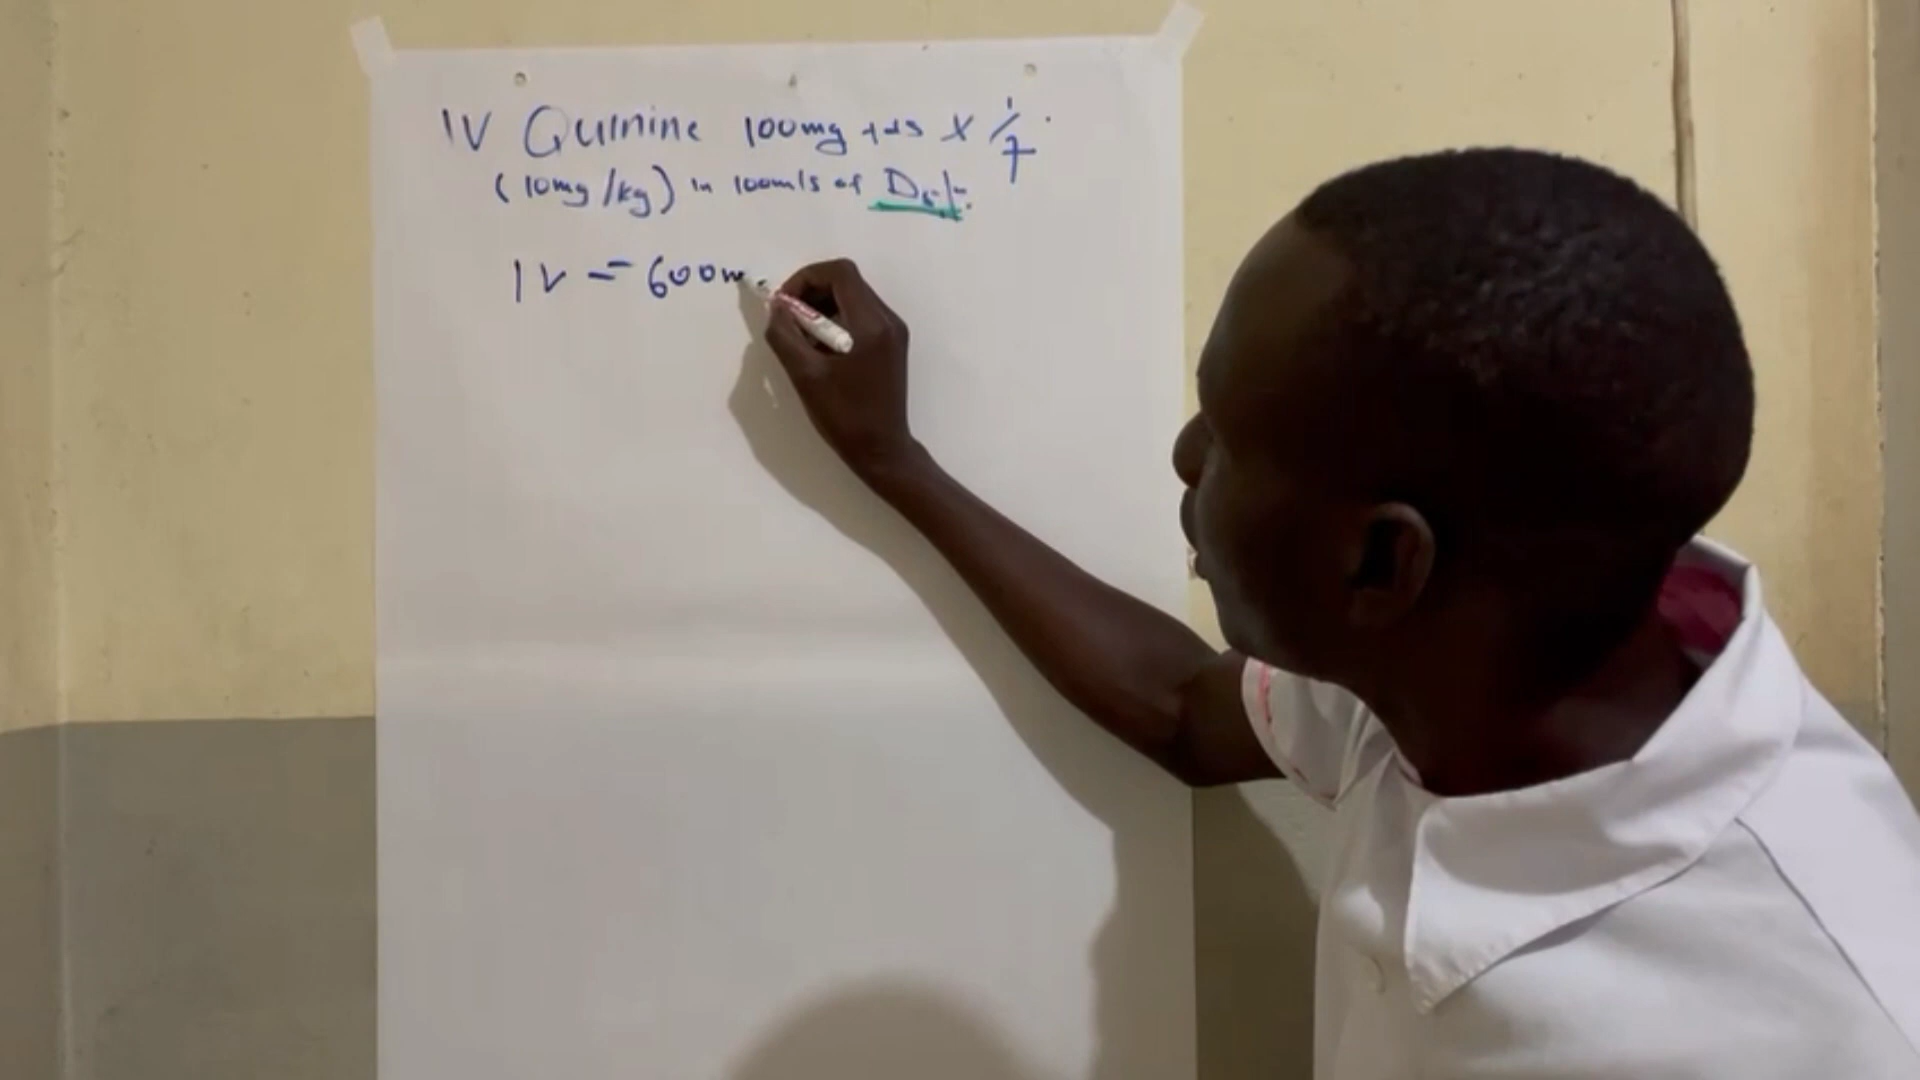 IV Quinine 100mg tds x 1/7
(10mg/kg) in 100mls of D5%.
1V = 600m